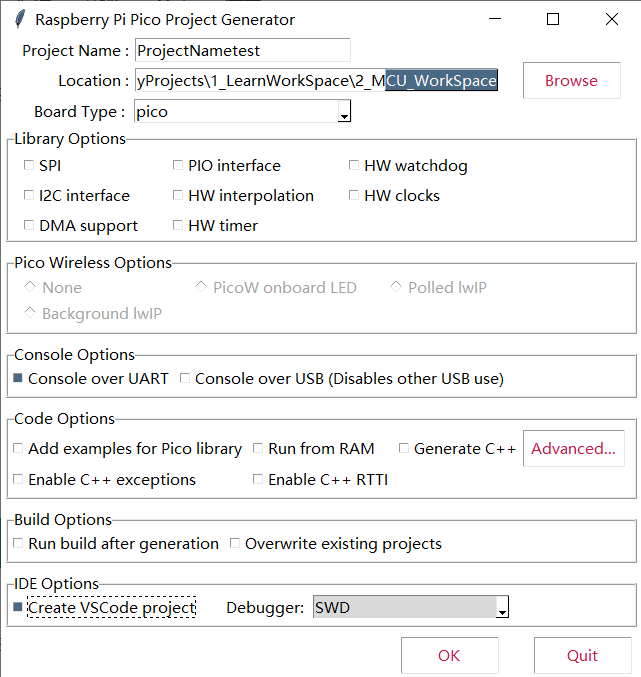 Raspberry Pi Pico Project Generator
Project Name : ProjectNametest
Location : yProjects\1_LearnWorkSpace\2_MCU_WorkSpace Browse
Board Type : pico
Library Options
SPI PIO interface HW watchdog
I2C interface HW interpolation HW clocks
DMA support HW timer
Pico Wireless Options
None PicoW onboard LED Polled lwIP
Background lwIP
Console Options
Console over UART Console over USB (Disables other USB use)
Code Options
Add examples for Pico library Run from RAM Generate C++ Advanced...
Enable C++ exceptions Enable C++ RTTI
Build Options
Run build after generation Overwrite existing projects
IDE Options
Create VSCode project Debugger: SWD
OK Quit